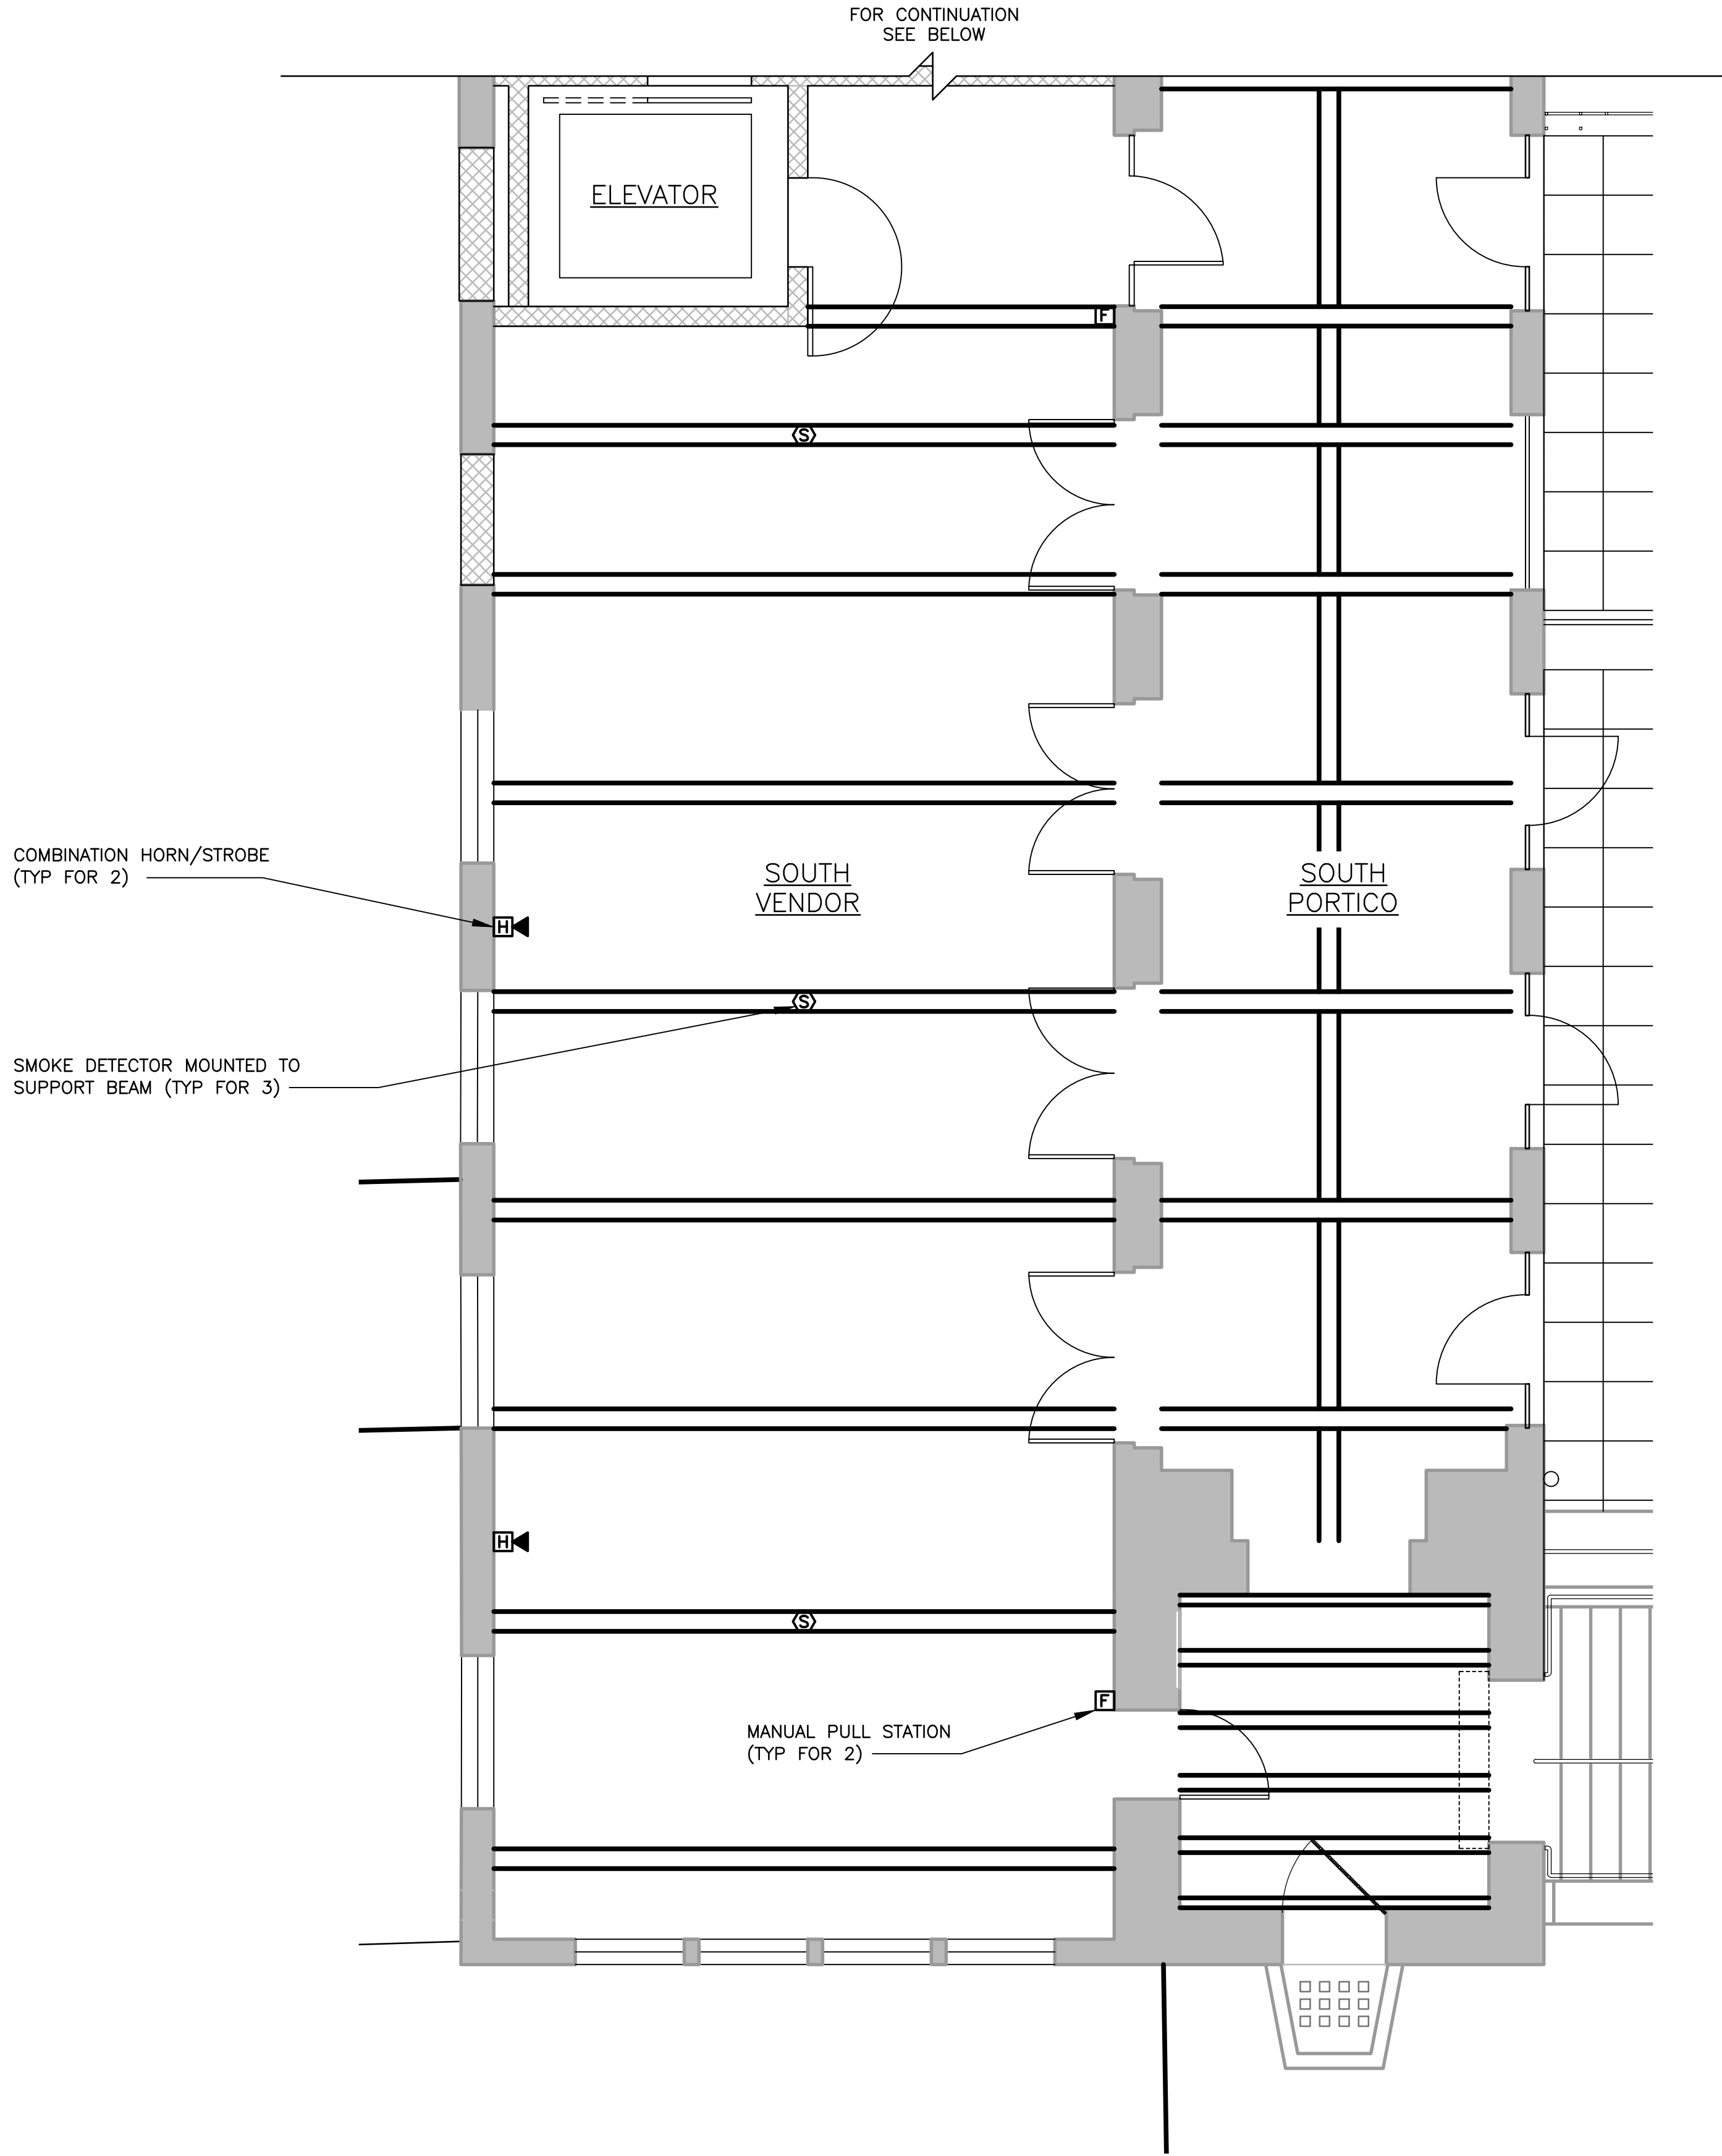 FOR CONTINUATION
SEE BELOW
ELEVATOR
F
S
COMBINATION HORN/STROBE
(TYP FOR 2)
SOUTH
VENDOR
SOUTH
PORTICO
H
S
SMOKE DETECTOR MOUNTED TO
SUPPORT BEAM (TYP FOR 3)
H
S
F
MANUAL PULL STATION
(TYP FOR 2)